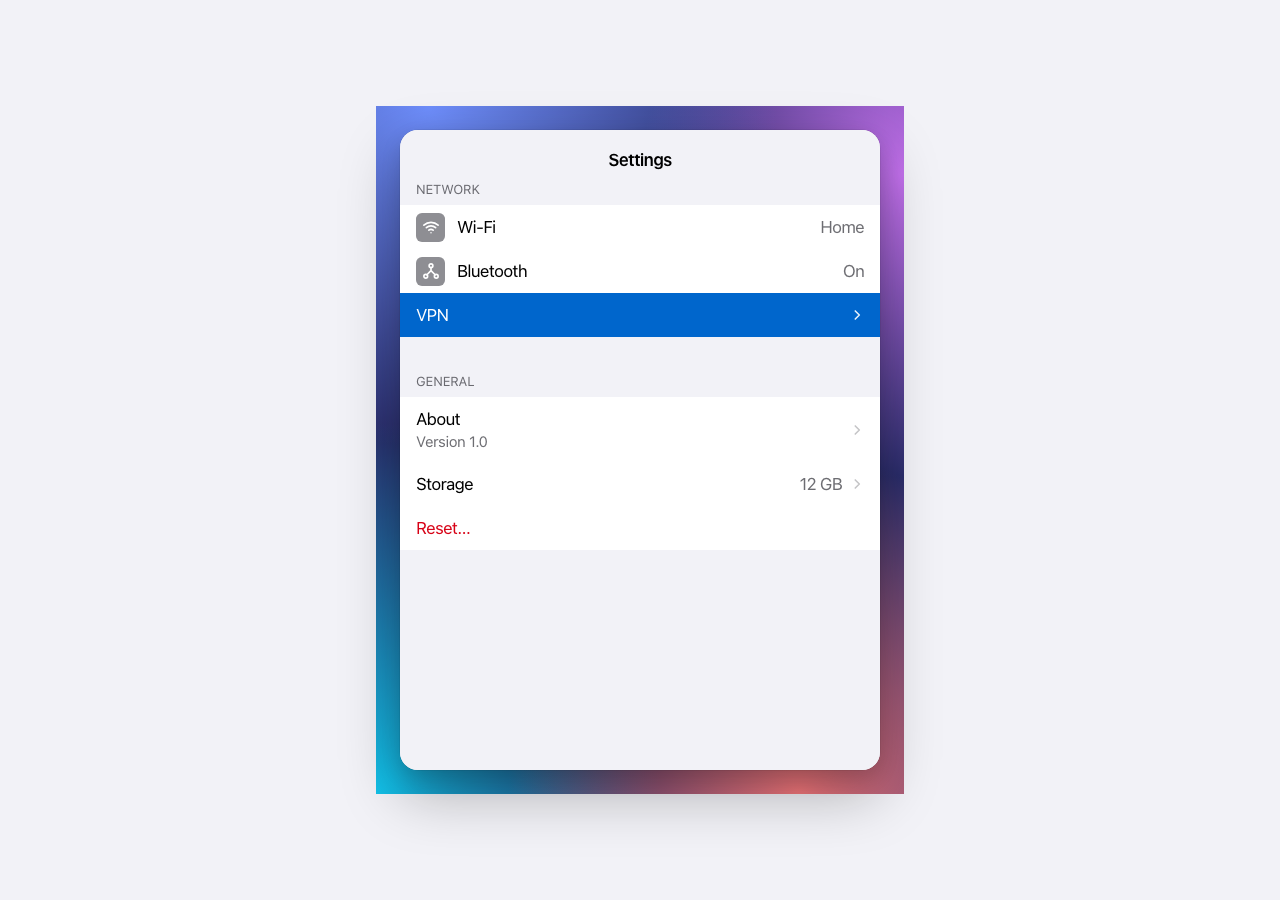 Settings
NETWORK
Wi-Fi Home
Bluetooth On
VPN
GENERAL
About
Version 1.0
Storage 12 GB
Reset…